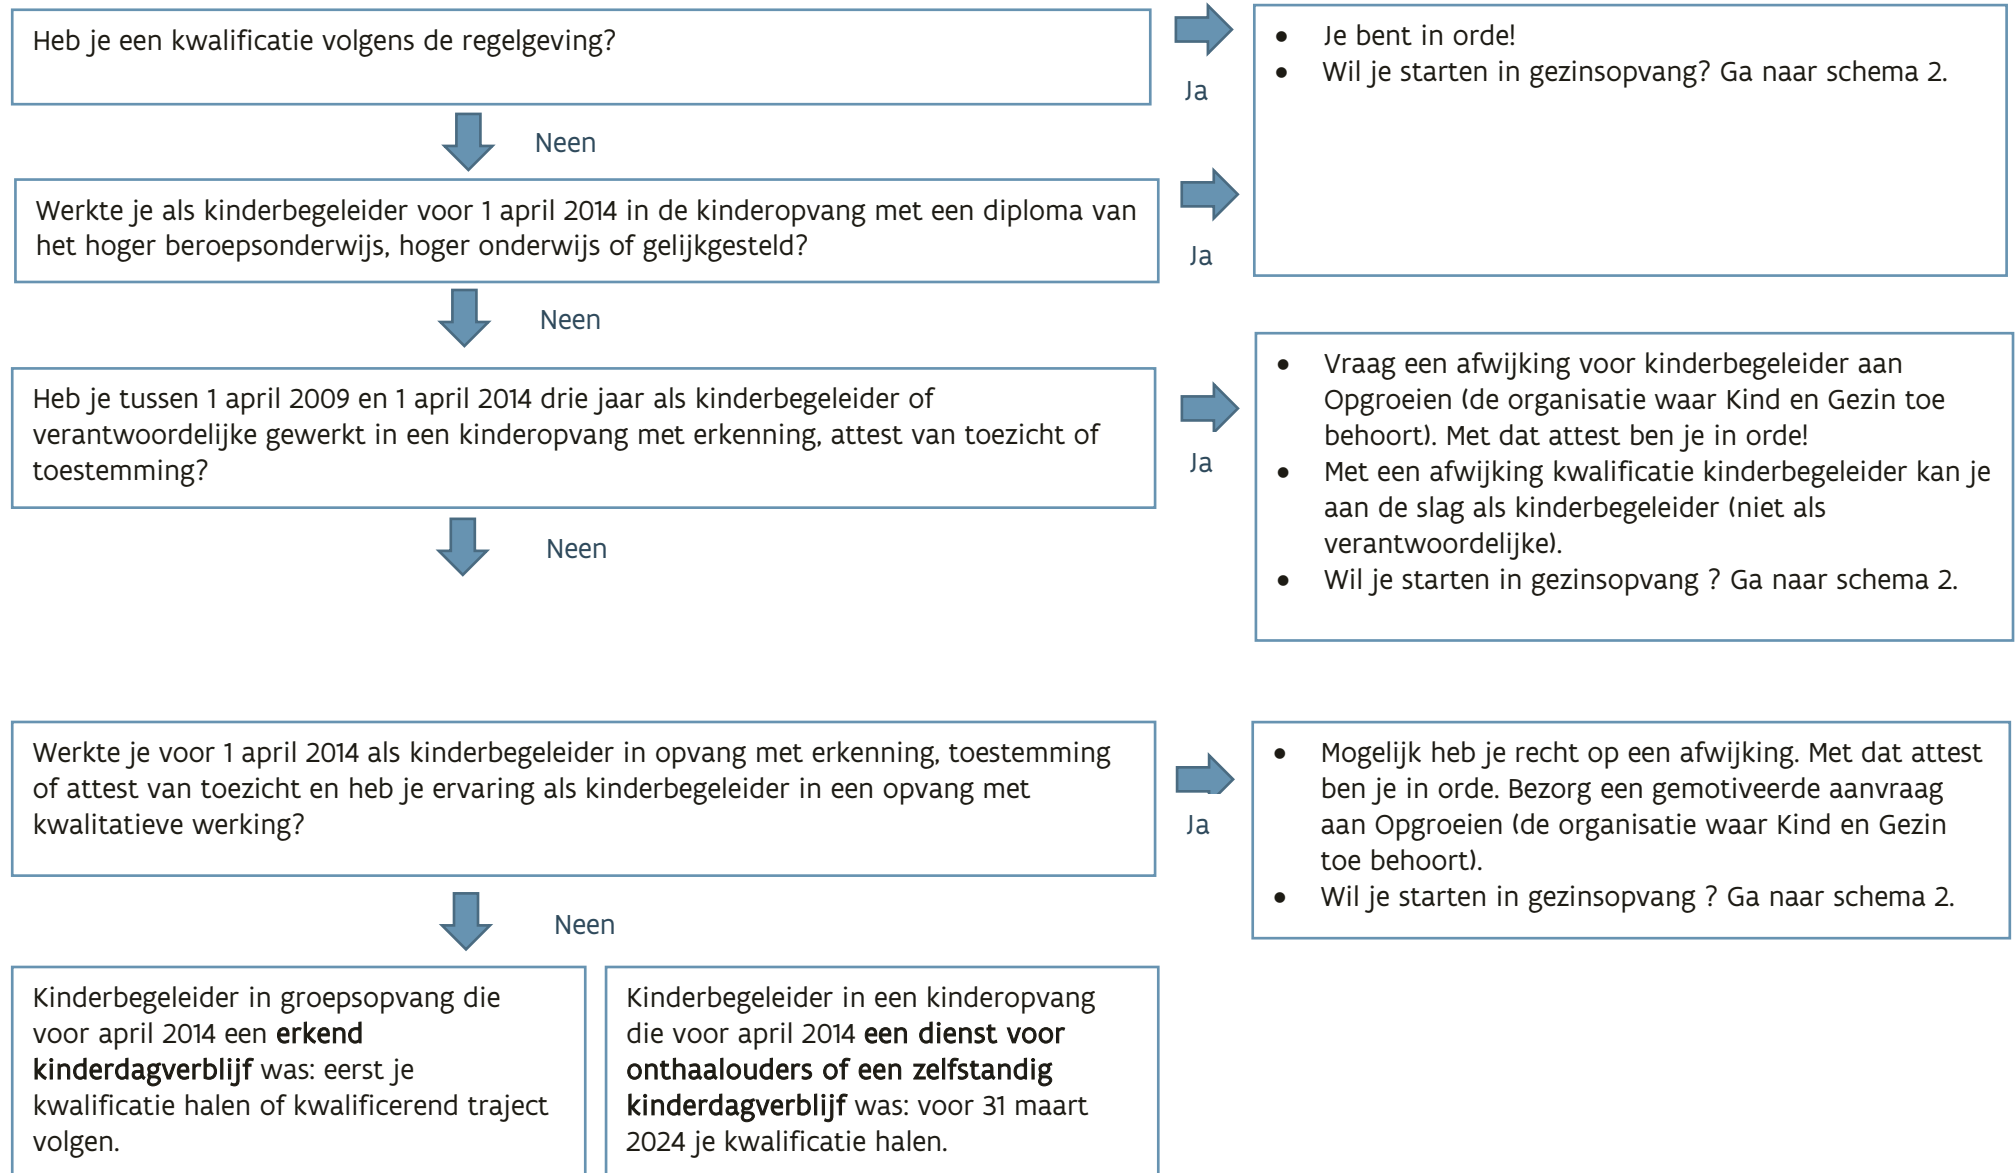 Heb je een kwalificatie volgens de regelgeving?
Ja
• Je bent in orde!
• Wil je starten in gezinsopvang? Ga naar schema 2.
Neen
Werkte je als kinderbegeleider voor 1 april 2014 in de kinderopvang met een diploma van
het hoger beroepsonderwijs, hoger onderwijs of gelijkgesteld?
Ja
Neen
Heb je tussen 1 april 2009 en 1 april 2014 drie jaar als kinderbegeleider of
verantwoordelijke gewerkt in een kinderopvang met erkenning, attest van toezicht of
toestemming?
Ja
• Vraag een afwijking voor kinderbegeleider aan
Opgroeien (de organisatie waar Kind en Gezin toe
behoort). Met dat attest ben je in orde!
• Met een afwijking kwalificatie kinderbegeleider kan je
aan de slag als kinderbegeleider (niet als
verantwoordelijke).
• Wil je starten in gezinsopvang ? Ga naar schema 2.
Neen
Werkte je voor 1 april 2014 als kinderbegeleider in opvang met erkenning, toestemming
of attest van toezicht en heb je ervaring als kinderbegeleider in een opvang met
kwalitatieve werking?
Ja
• Mogelijk heb je recht op een afwijking. Met dat attest
ben je in orde. Bezorg een gemotiveerde aanvraag
aan Opgroeien (de organisatie waar Kind en Gezin
toe behoort).
• Wil je starten in gezinsopvang ? Ga naar schema 2.
Neen
Kinderbegeleider in groepsopvang die
voor april 2014 een erkend
kinderdagverblijf was: eerst je
kwalificatie halen of kwalificerend traject
volgen.
Kinderbegeleider in een kinderopvang
die voor april 2014 een dienst voor
onthaalouders of een zelfstandig
kinderdagverblijf was: voor 31 maart
2024 je kwalificatie halen.